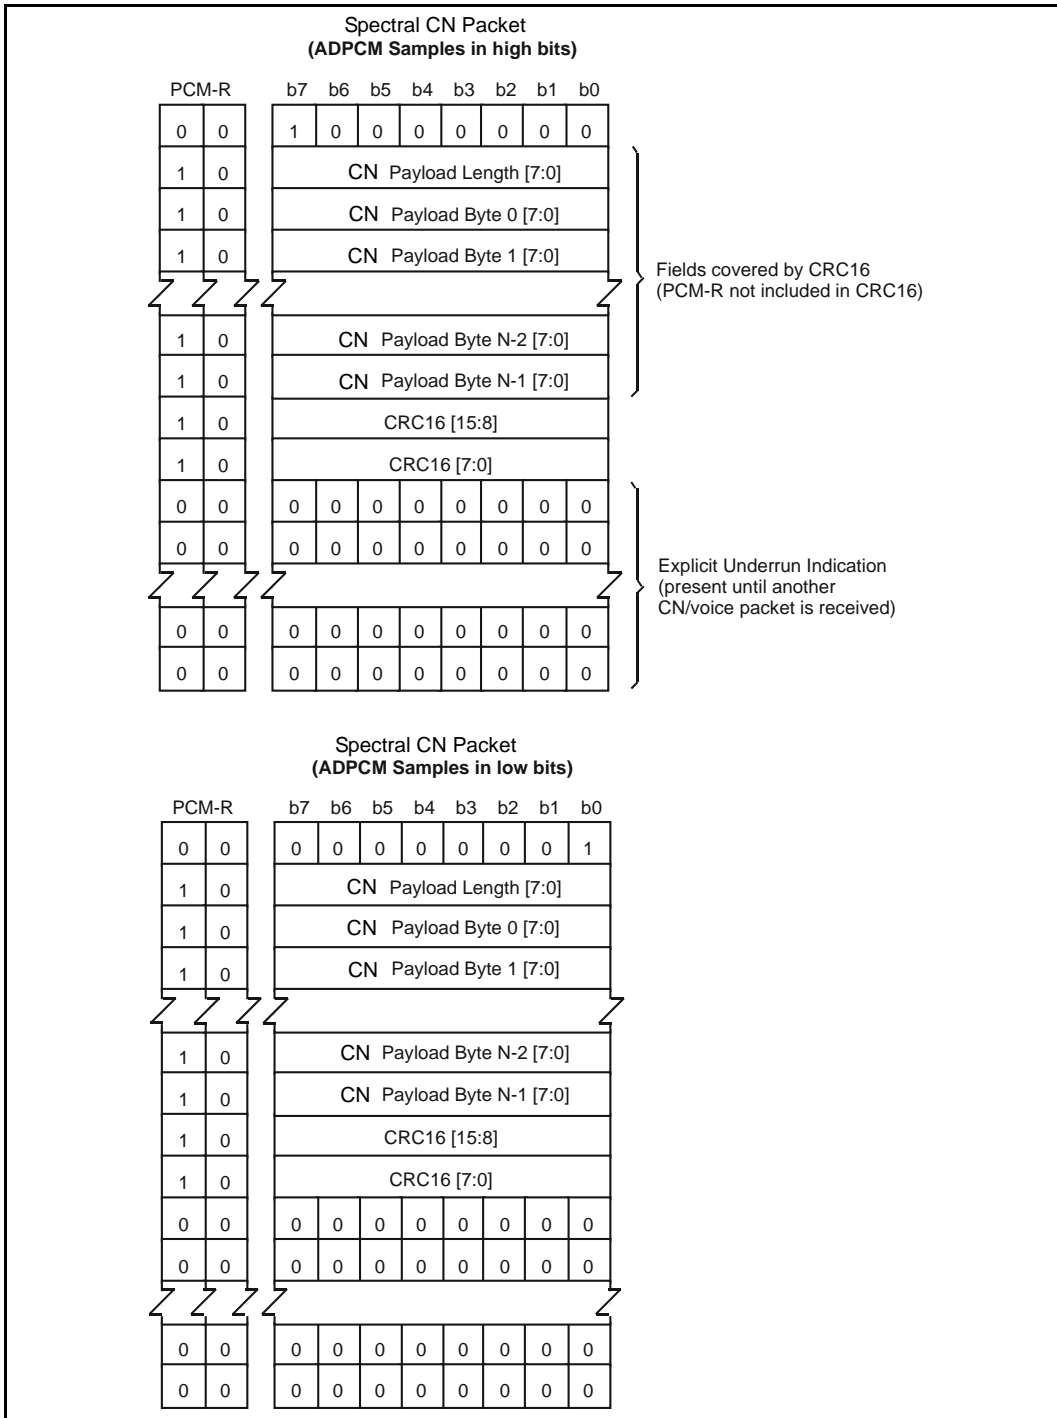 Spectral CN Packet
(ADPCM Samples in high bits)
PCM-R b7 b6 b5 b4 b3 b2 b1 b0
0 0 1 0 0 0 0 0 0 0
1 0 CN Payload Length [7:0]
1 0 CN Payload Byte 0 [7:0]
1 0 CN Payload Byte 1 [7:0]
Fields covered by CRC16
(PCM-R not included in CRC16)
1 0 CN Payload Byte N-2 [7:0]
1 0 CN Payload Byte N-1 [7:0]
1 0 CRC16 [15:8]
1 0 CRC16 [7:0]
0 0 0 0 0 0 0 0 0 0
0 0 0 0 0 0 0 0 0 0
Explicit Underrun Indication
(present until another
CN/voice packet is received)
0 0 0 0 0 0 0 0 0 0
0 0 0 0 0 0 0 0 0 0
Spectral CN Packet
(ADPCM Samples in low bits)
PCM-R b7 b6 b5 b4 b3 b2 b1 b0
0 0 0 0 0 0 0 0 0 1
1 0 CN Payload Length [7:0]
1 0 CN Payload Byte 0 [7:0]
1 0 CN Payload Byte 1 [7:0]
1 0 CN Payload Byte N-2 [7:0]
1 0 CN Payload Byte N-1 [7:0]
1 0 CRC16 [15:8]
1 0 CRC16 [7:0]
0 0 0 0 0 0 0 0 0 0
0 0 0 0 0 0 0 0 0 0
0 0 0 0 0 0 0 0 0 0
0 0 0 0 0 0 0 0 0 0